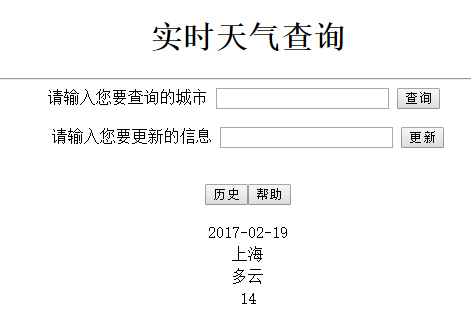 实时天气查询
请输入您要查询的城市 查询
请输入您要更新的信息 更新
历史 帮助
2017-02-19
上海
多云
14